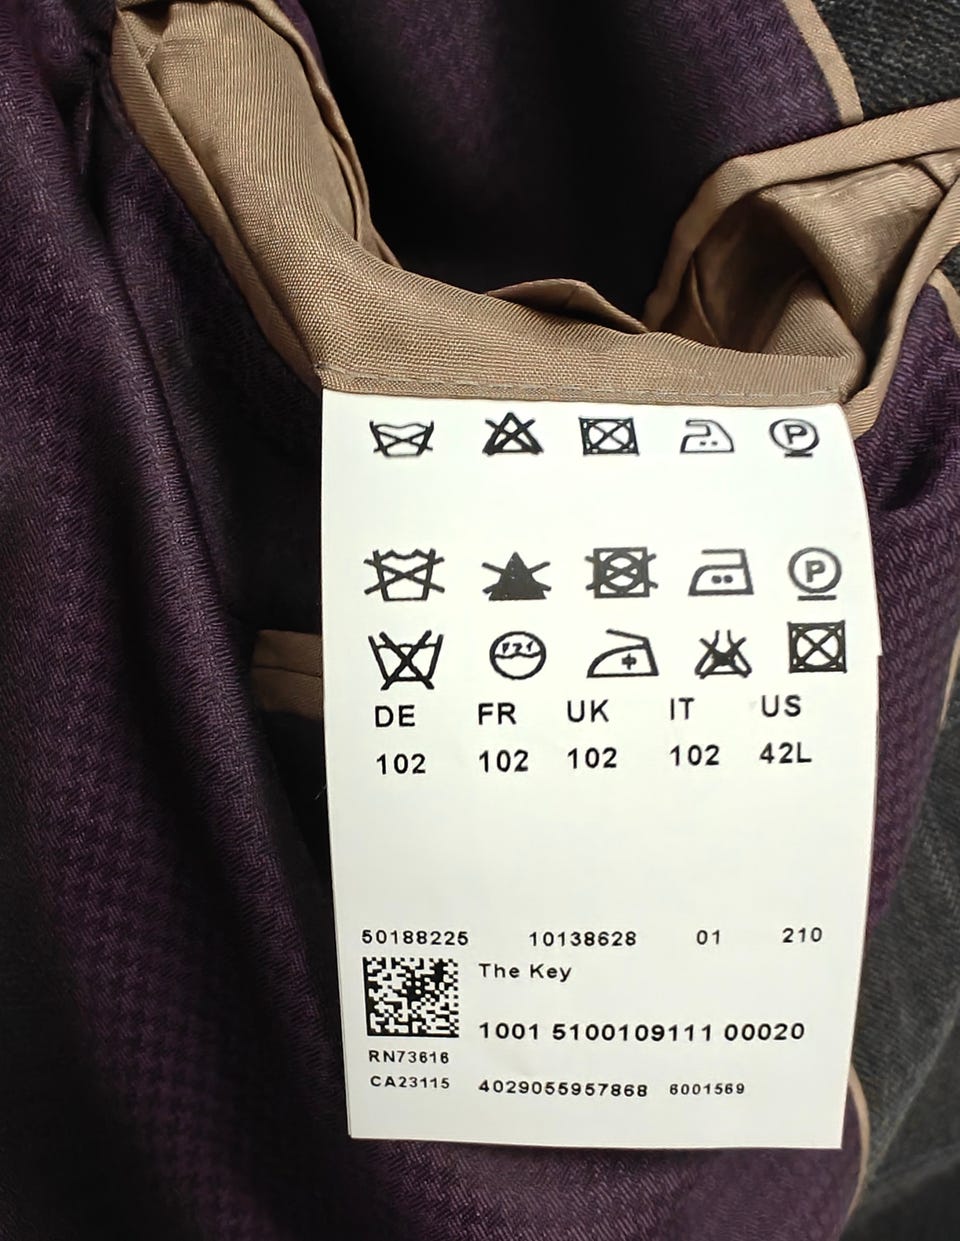 P
P
DE FR UK IT US
102 102 102 102 42L
50188225 10138628 01 210
The Key
1001 5100109111 00020
RN73616
CA23115 4029055957868 6001569